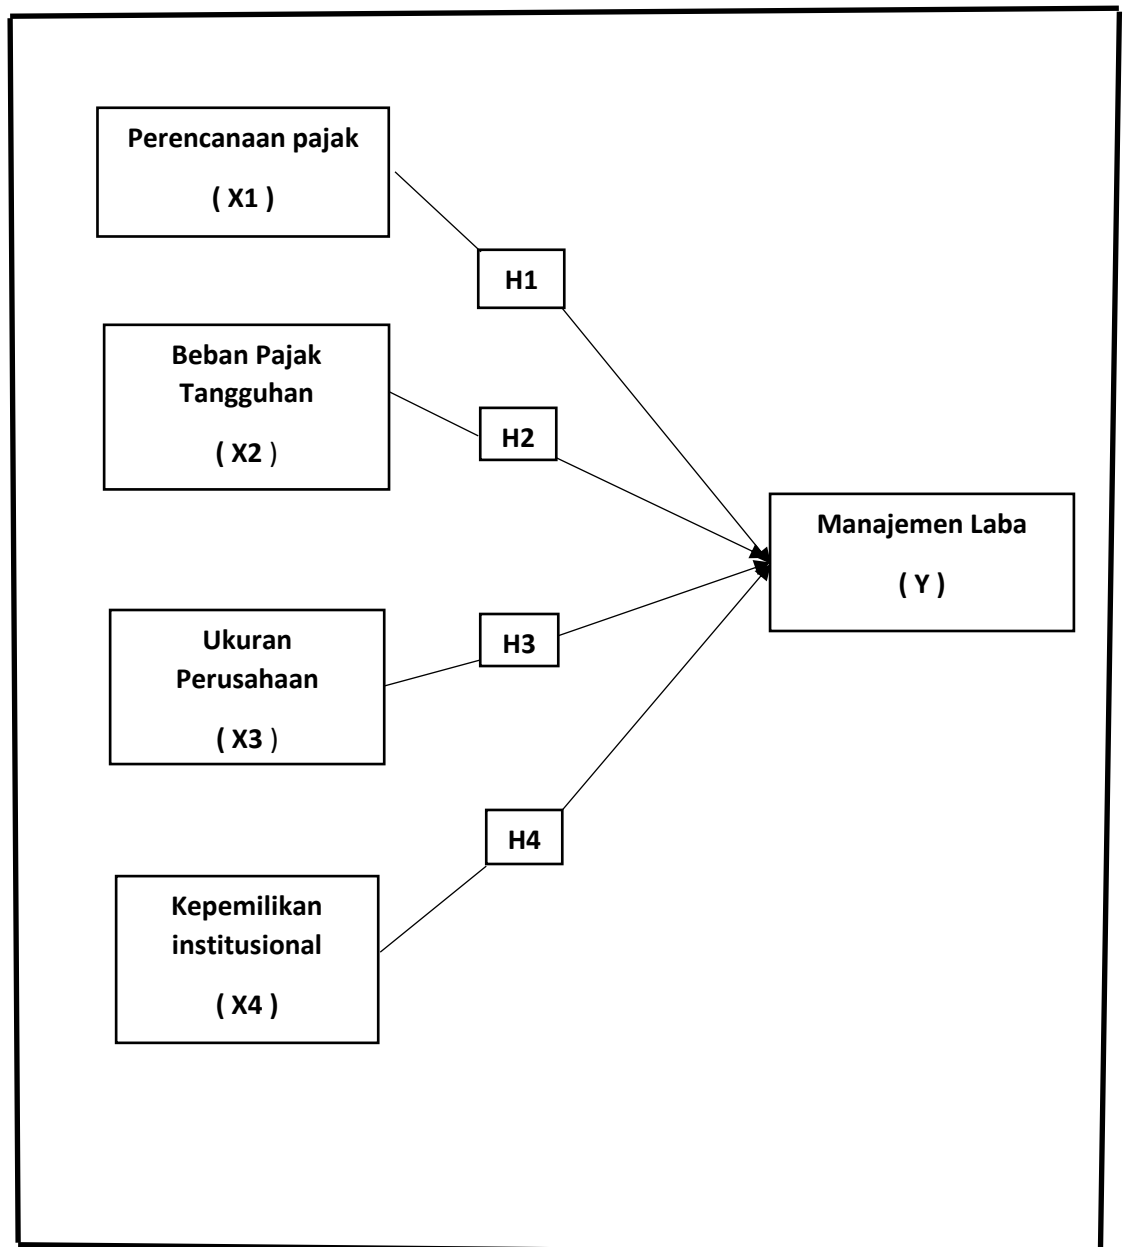 Perencanaan pajak
( X1 )
H1
Beban Pajak
Tangguhan
( X2 )
H2
Manajemen Laba
( Y )
Ukuran
Perusahaan
( X3 )
H3
H4
Kepemilikan
institusional
( X4 )